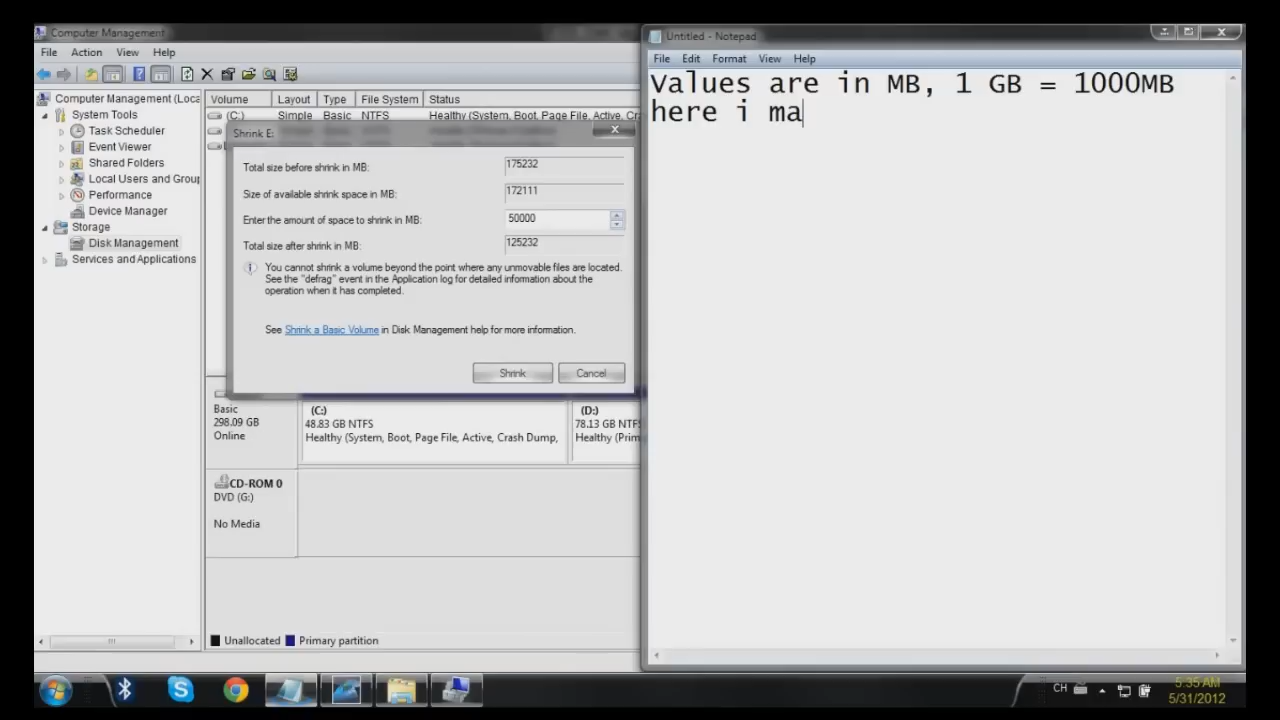 Computer Management
File Action View Help
Computer Management (Loca
System Tools
Task Scheduler
Event Viewer
Shared Folders
Local Users and Group
Performance
Device Manager
Storage
Disk Management
Services and Applications
Volume Layout Type File System Status
(C:) Simple Basic NTFS Healthy (System, Boot, Page File, Active, Cr
Shrink E:
Total size before shrink in MB: 175232
Size of available shrink space in MB: 172111
Enter the amount of space to shrink in MB: 50000
Total size after shrink in MB: 125232
You cannot shrink a volume beyond the point where any unmovable files are located.
See the "defrag" event in the Application log for detailed information about the
operation when it has completed.
See Shrink a Basic Volume in Disk Management help for more information.
Shrink Cancel
Basic
298.09 GB
Online
(C:)
48.83 GB NTFS
Healthy (System, Boot, Page File, Active, Crash Dump,
(D:)
78.13 GB NTFS
Healthy (Prim
CD-ROM 0
DVD (G:)
No Media
Unallocated Primary partition
Untitled - Notepad
File Edit Format View Help
Values are in MB, 1 GB = 1000MB
here i ma
CH
5:35 AM
5/31/2012